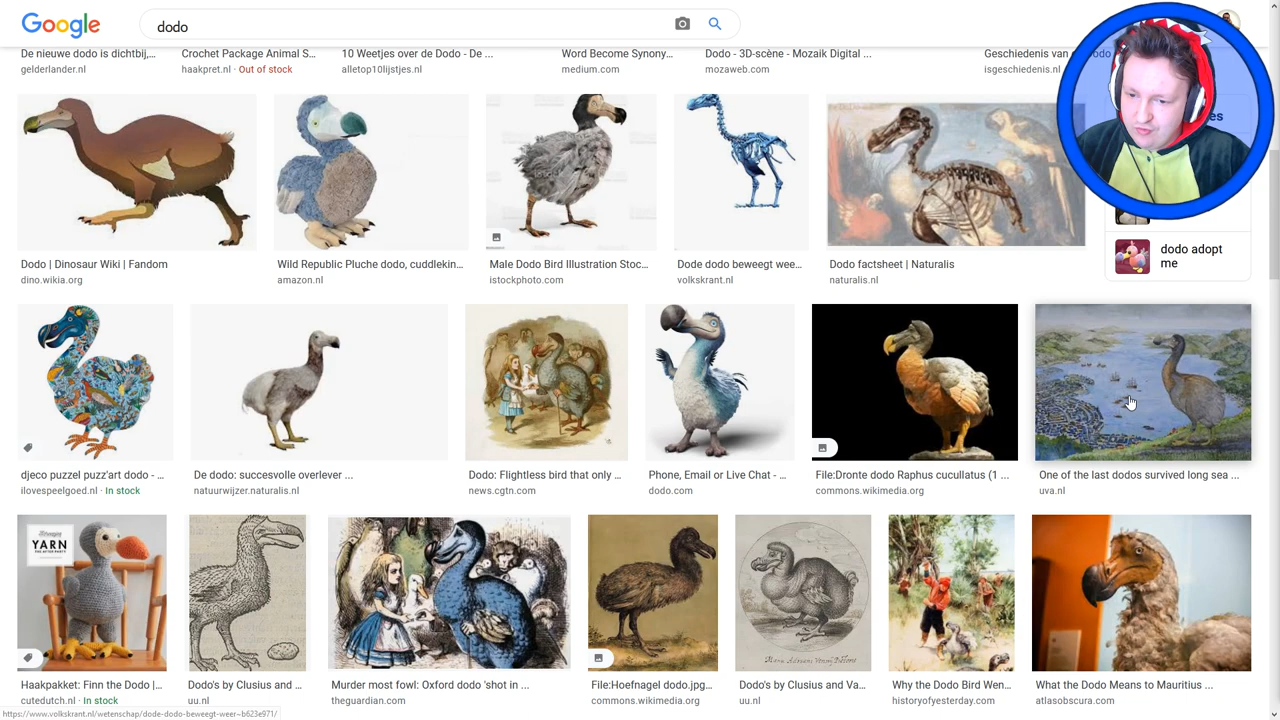 Google
dodo
De nieuwe dodo is dichtbij,...
gelderlander.nl
Crochet Package Animal S...
haakpret.nl · Out of stock
10 Weetjes over de Dodo - De ...
alletop10lijstjes.nl
Word Become Synony...
medium.com
Dodo - 3D-scène - Mozaik Digital ...
mozaweb.com
Geschiedenis van
isgeschiedenis.nl
Dodo | Dinosaur Wiki | Fandom
dino.wikia.org
Wild Republic Pluche dodo, cuddling...
amazon.nl
Male Dodo Bird Illustration Stoc...
istockphoto.com
Dode dodo beweegt wee...
volkskrant.nl
Dodo factsheet | Naturalis
naturalis.nl
dodo adopt
me
djeco puzzel puzz'art dodo - ...
ilovespeelgoed.nl · In stock
De dodo: succesvolle overlever ...
natuurwijzer.naturalis.nl
Dodo: Flightless bird that only ...
news.cgtn.com
Phone, Email or Live Chat - ...
dodo.com
File:Dronte dodo Raphus cucullatus (1 ...
commons.wikimedia.org
One of the last dodos survived long sea ...
uva.nl
YARN
THE AFTER PARTY
Haakpakket: Finn the Dodo |...
cutedutch.nl · In stock
Dodo's by Clusius and ...
uu.nl
Murder most fowl: Oxford dodo 'shot in ...
theguardian.com
File:Hoefnagel dodo.jpg...
commons.wikimedia.org
Dodo's by Clusius and Va...
uu.nl
Why the Dodo Bird Wen...
historyofyesterday.com
What the Dodo Means to Mauritius ...
atlasobscura.com
https://www.volkskrant.nl/wetenschap/dode-dodo-beweegt-weer~b623e971/